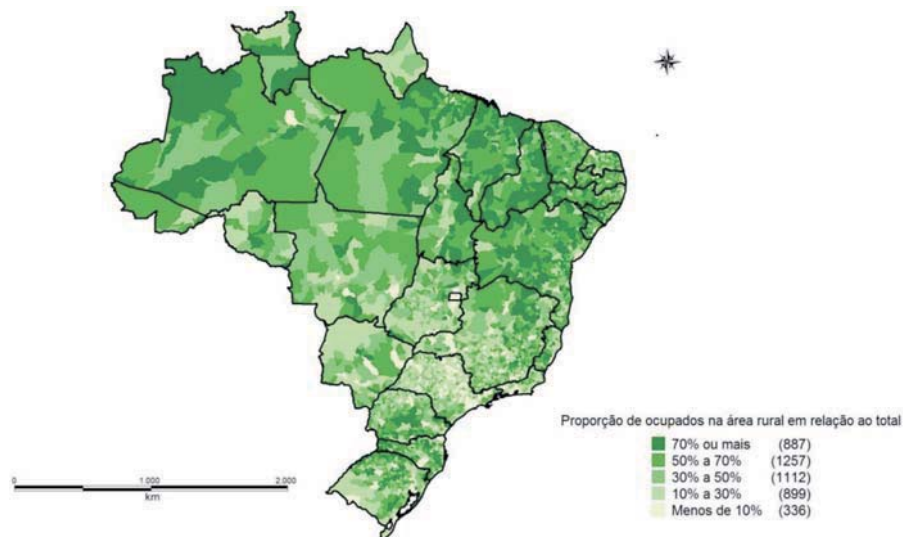 Proporção de ocupados na área rural em relação ao total
70% ou mais (887)
50% a 70% (1257)
30% a 50% (1112)
10% a 30% (899)
Menos de 10% (336)
0 1.000 2.000
km